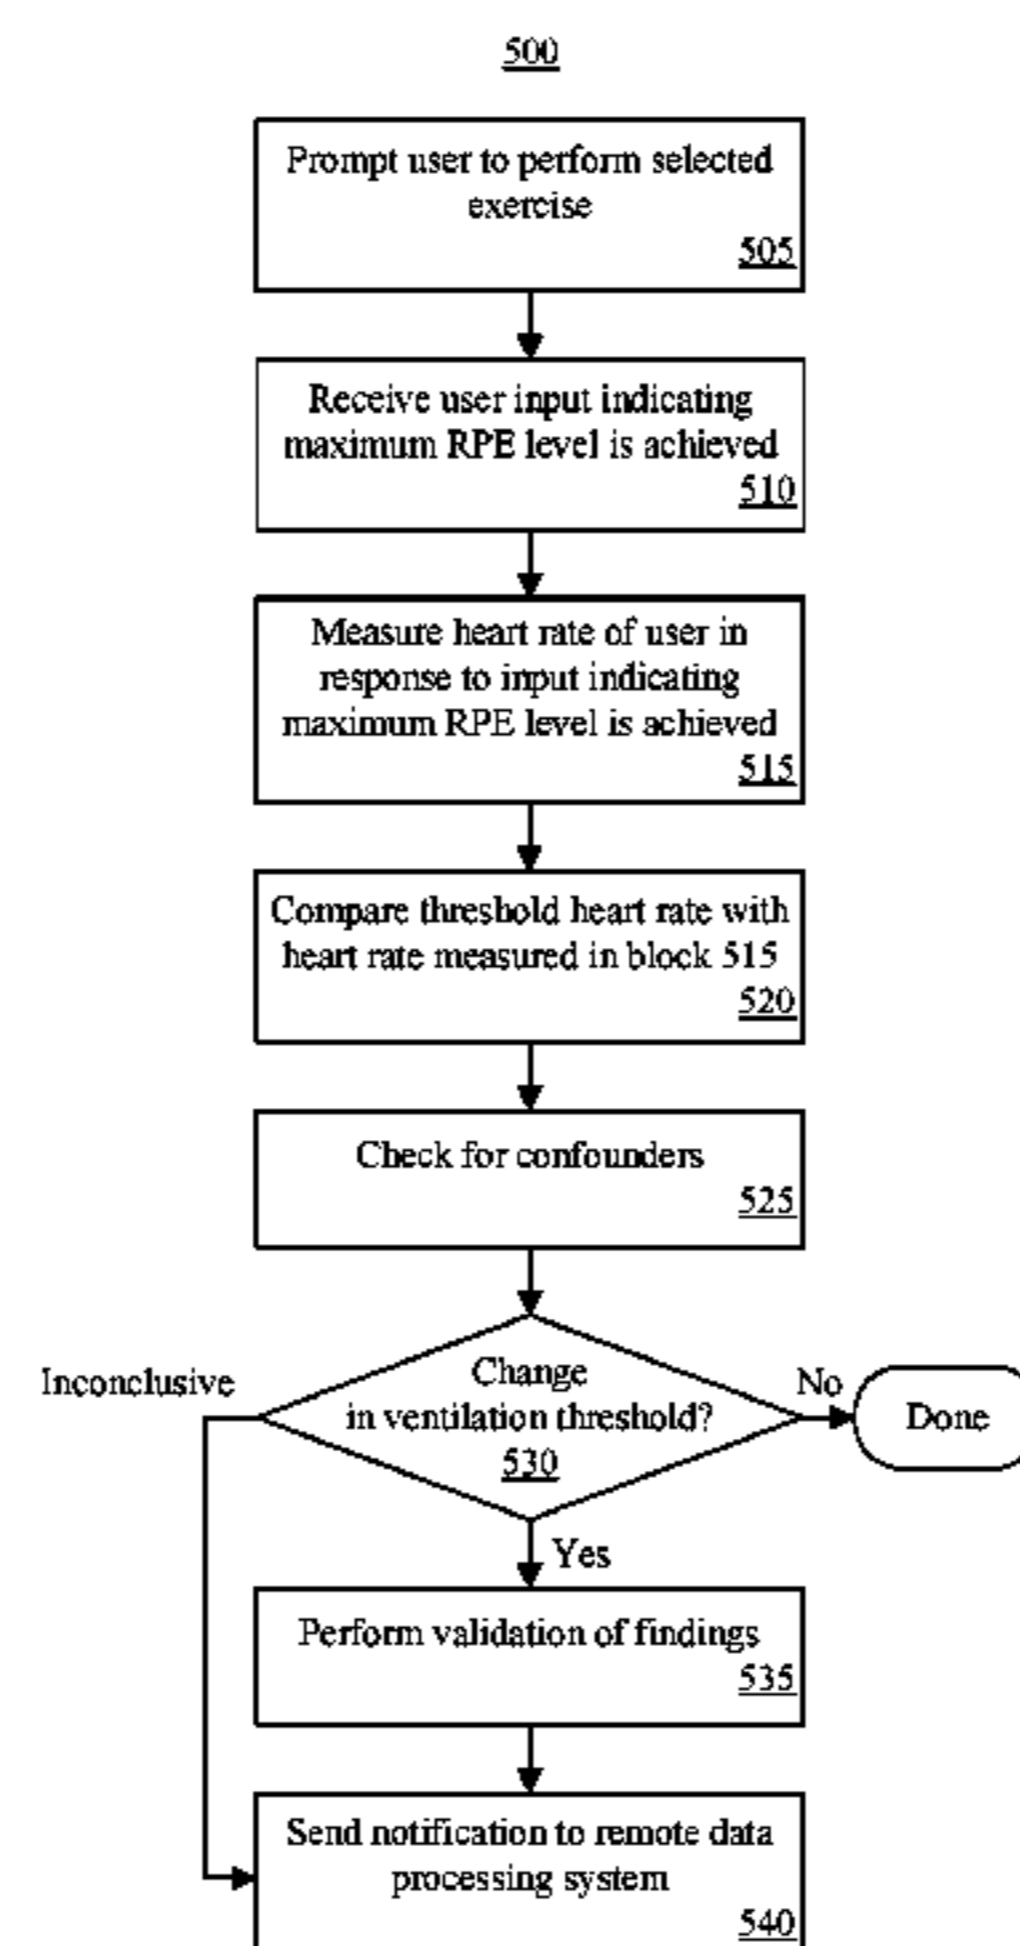 500
Prompt user to perform selected
exercise
505
Receive user input indicating
maximum RPE level is achieved
510
Measure heart rate of user in
response to input indicating
maximum RPE level is achieved
515
Compare threshold heart rate with
heart rate measured in block 515
520
Check for confounders
525
Inconclusive
Change
in ventilation threshold?
530
No
Done
Yes
Perform validation of findings
535
Send notification to remote data
processing system
540